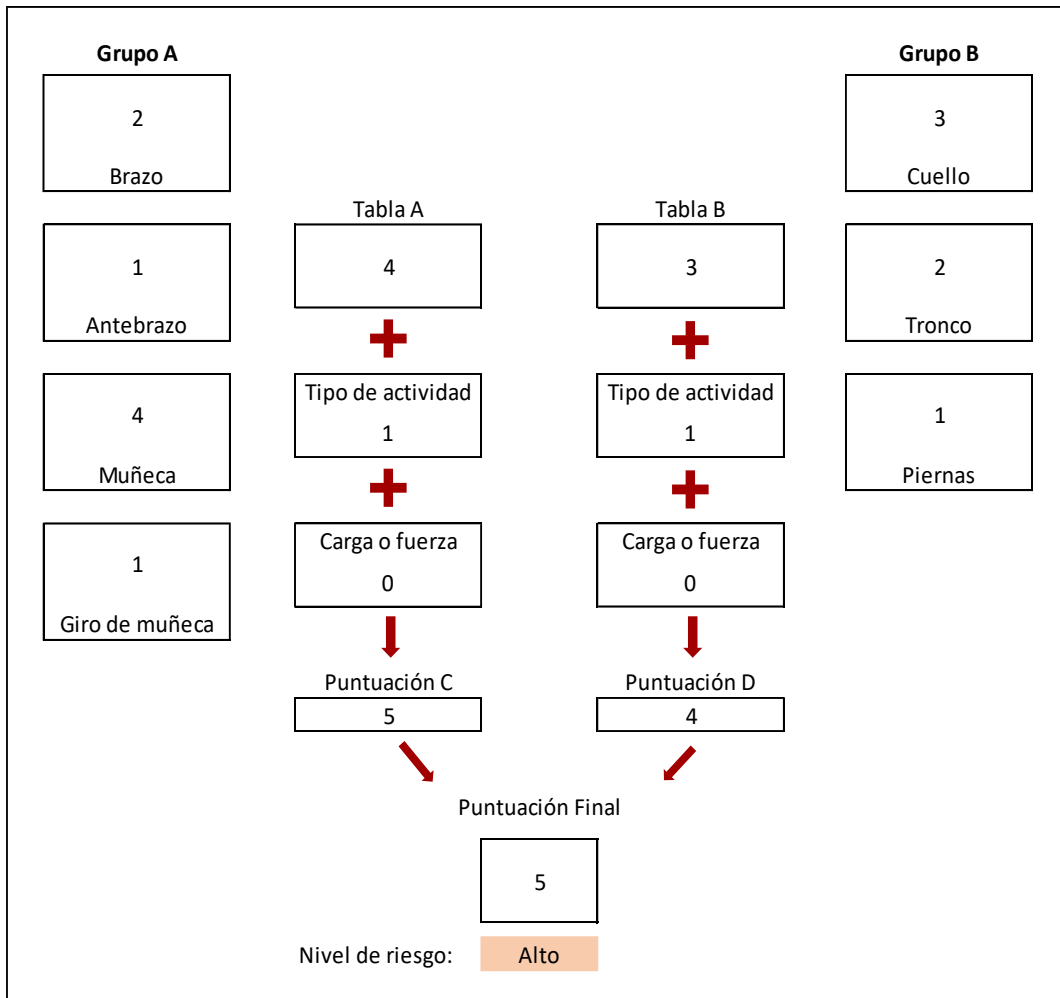 Grupo A
2
Brazo
1
Antebrazo
4
Muñeca
1
Giro de muñeca
Tabla A
4
Tipo de actividad
1
Carga o fuerza
0
Puntuación C
5
Tabla B
3
Tipo de actividad
1
Carga o fuerza
0
Puntuación D
4
Grupo B
3
Cuello
2
Tronco
1
Piernas
Puntuación Final
5
Nivel de riesgo: Alto